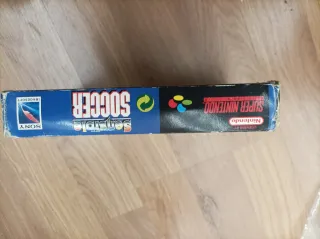 Nintendo
SUPER NINTENDO
Sensible
SOCCER
SONY